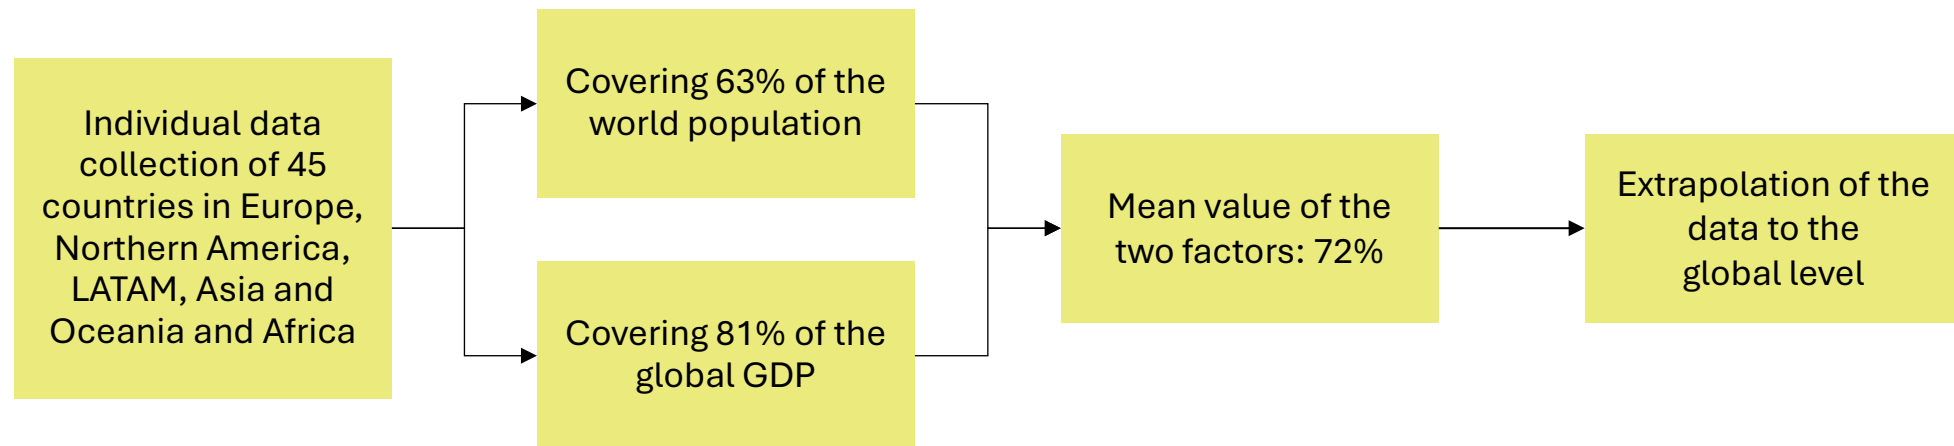 Individual data
collection of 45
countries in Europe,
Northern America,
LATAM, Asia and
Oceania and Africa
Covering 63% of the
world population
Covering 81% of the
global GDP
Mean value of the
two factors: 72%
Extrapolation of the
data to the
global level